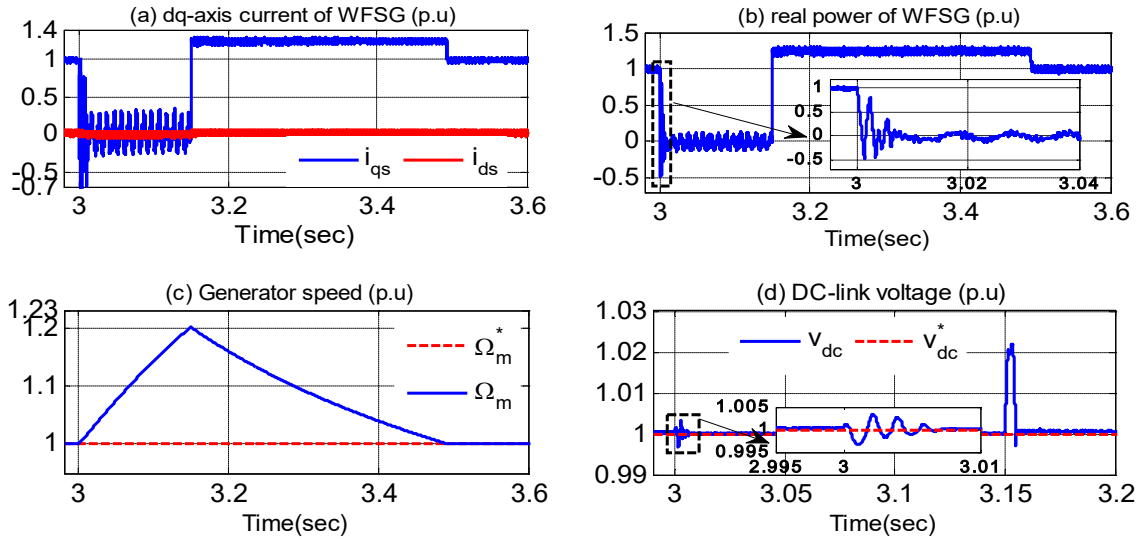 (a) dq-axis current of WFSG (p.u)
1.4
1
0.5
0
-0.5
-0.7
i_qs i_ds
3 3.2 3.4 3.6
Time(sec)
(b) real power of WFSG (p.u)
1.5
1
0.5
0
-0.5
1
0.5
0
-0.5
3 3.02 3.04
3 3.2 3.4 3.6
Time(sec)
(c) Generator speed (p.u)
1.23
1.2
1.1
1
Ω*_m
Ω_m
3 3.2 3.4 3.6
Time(sec)
(d) DC-link voltage (p.u)
1.03
1.02
1.01
1
0.99
v_dc v*_dc
1.005
1
0.995
2.995 3 3.01
3 3.05 3.1 3.15 3.2
Time(sec)